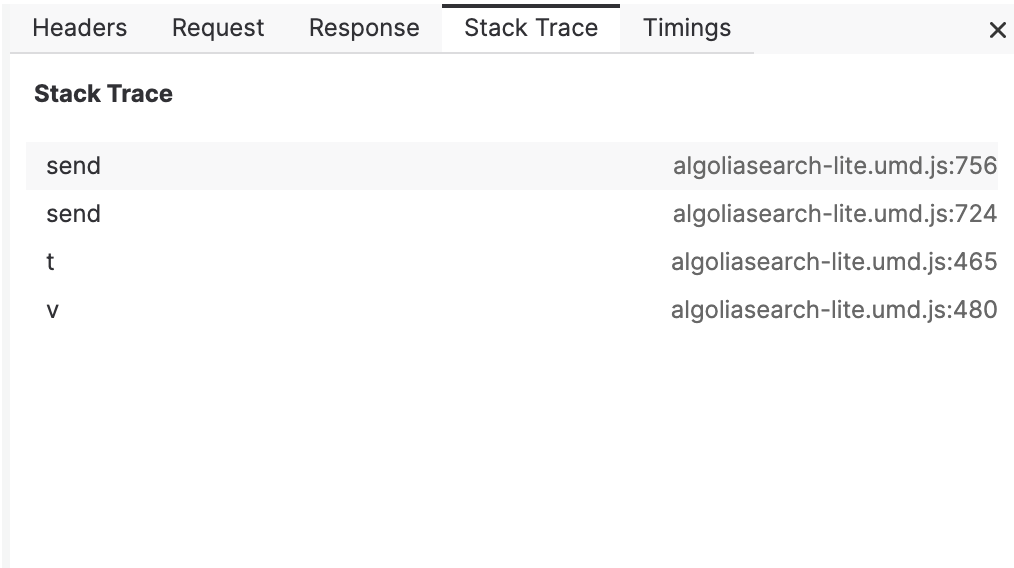 Headers Request Response Stack Trace Timings ×
Stack Trace
send algoliasearch-lite.umd.js:756
send algoliasearch-lite.umd.js:724
t algoliasearch-lite.umd.js:465
v algoliasearch-lite.umd.js:480